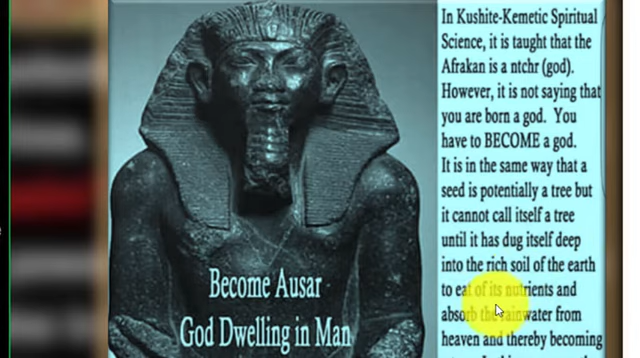 Become Ausar
God Dwelling in Man
In Kushite-Kemetic Spiritual
Science, it is taught that the
Afrakan is a ntchr (god).
However, it is not saying that
you are born a god. You
have to BECOME a god.
It is in the same way that a
seed is potentially a tree but
it cannot call itself a tree
until it has dug itself deep
into the rich soil of the earth
to eat of its nutrients and
absorb the rainwater from
heaven and thereby becoming